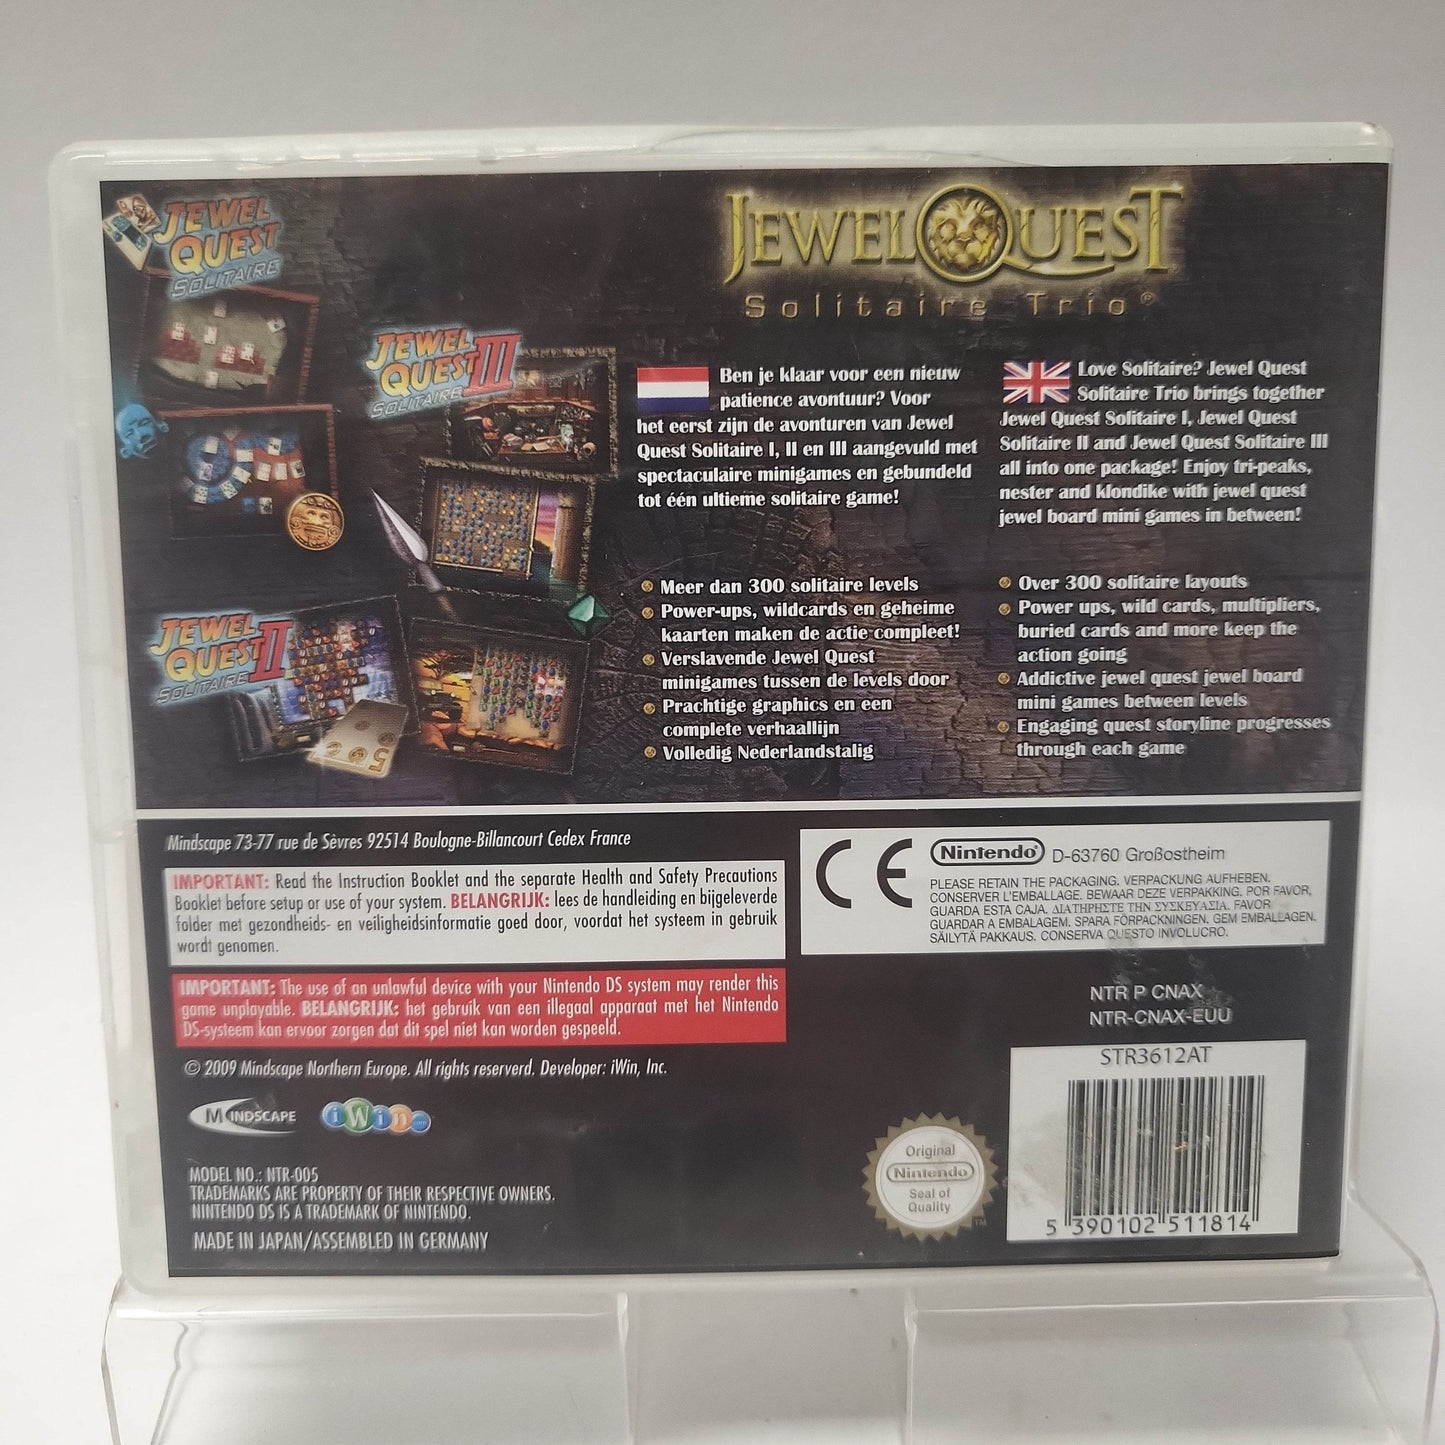 JEWEL QUEST
Solitaire Trio®
JEWEL
QUEST
SOLITAIRE
JEWEL
QUEST III
SOLITAIRE
JEWEL
QUEST II
SOLITAIRE
Ben je klaar voor een nieuw
patience avontuur? Voor
het eerst zijn de avonturen van Jewel
Quest Solitaire I, II en III aangevuld met
spectaculaire minigames en gebundeld
tot één ultieme solitaire game!
Meer dan 300 solitaire levels
Power-ups, wildcards en geheime
kaarten maken de actie compleet!
Verslavende Jewel Quest
minigames tussen de levels door
Prachtige graphics en een
complete verhaallijn
Volledig Nederlandstalig
Love Solitaire? Jewel Quest
Solitaire Trio brings together
Jewel Quest Solitaire I, Jewel Quest
Solitaire II and Jewel Quest Solitaire III
all into one package! Enjoy tri-peaks,
nester and klondike with jewel quest
jewel board mini games in between!
Over 300 solitaire layouts
Power ups, wild cards, multipliers,
buried cards and more keep the
action going
Addictive jewel quest jewel board
mini games between levels
Engaging quest storyline progresses
through each game
Mindscape 73-77 rue de Sèvres 92514 Boulogne-Billancourt Cedex France
IMPORTANT: Read the Instruction Booklet and the separate Health and Safety Precautions
Booklet before setup or use of your system. BELANGRIJK: lees de handleiding en bijgeleverde
folder met gezondheids- en veiligheidsinformatie goed door, voordat het systeem in gebruik
wordt genomen.
IMPORTANT: The use of an unlawful device with your Nintendo DS system may render this
game unplayable. BELANGRIJK: het gebruik van een illegaal apparaat met het Nintendo
DS-systeem kan ervoor zorgen dat dit spel niet kan worden gespeeld.
© 2009 Mindscape Northern Europe. All rights reserverd. Developer: iWin, Inc.
MINDSCAPE
iWin.com
MODEL NO.: NTR-005
TRADEMARKS ARE PROPERTY OF THEIR RESPECTIVE OWNERS.
NINTENDO DS IS A TRADEMARK OF NINTENDO.
MADE IN JAPAN/ASSEMBLED IN GERMANY
CE
Nintendo® D-63760 Großostheim
PLEASE RETAIN THE PACKAGING. VERPACKUNG AUFHEBEN.
CONSERVER L'EMBALLAGE. BEWAAR DEZE VERPAKKING. POR FAVOR,
GUARDA ESTA CAJA. ΔΙΑΤΗΡΗΣΤΕ ΤΗΝ ΣΥΣΚΕΥΑΣΙΑ. FAVOR
GUARDAR A EMBALAGEM. SPARA FÖRPACKNINGEN. GEM EMBALLAGEN.
SÄILYTÄ PAKKAUS. CONSERVA QUESTO INVOLUCRO.
NTR P CNAX
NTR-CNAX-EUU
STR3612AT
5 390102 511814
Original
Nintendo
Seal of
Quality
TM